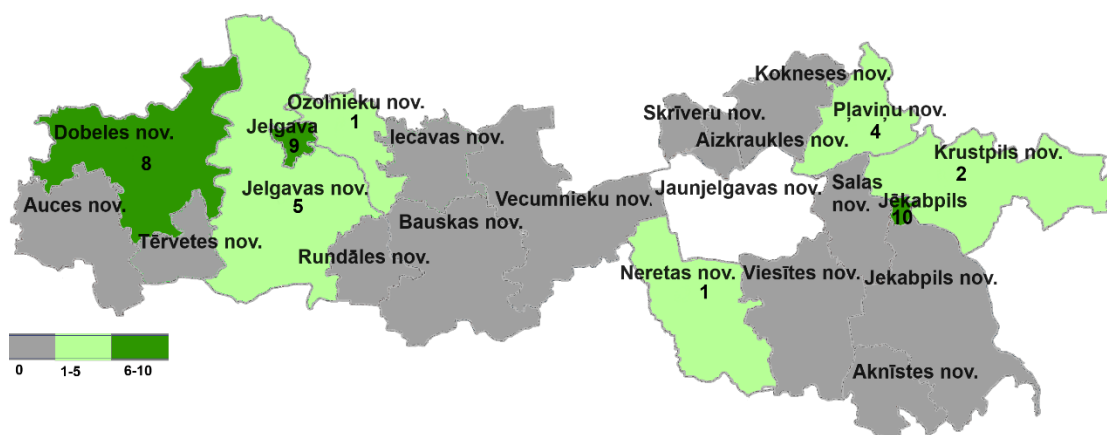 Kokneses nov.
Ozolnieku nov.
1
Skrīveru nov.
Pļaviņu nov.
4
Dobeles nov.
8
Jelgava
9
Iecavas nov.
Aizkraukles nov.
Krustpils nov.
2
Auces nov.
Jelgavas nov.
5
Vecumnieku nov.
Jaunjelgavas nov.
Salas
nov.
Jēkabpils
10
Tērvetes nov.
Rundāles nov.
Bauskas nov.
Neretas nov.
1
Viesītes nov.
Jekabpils nov.
Aknīstes nov.
0
1-5
6-10